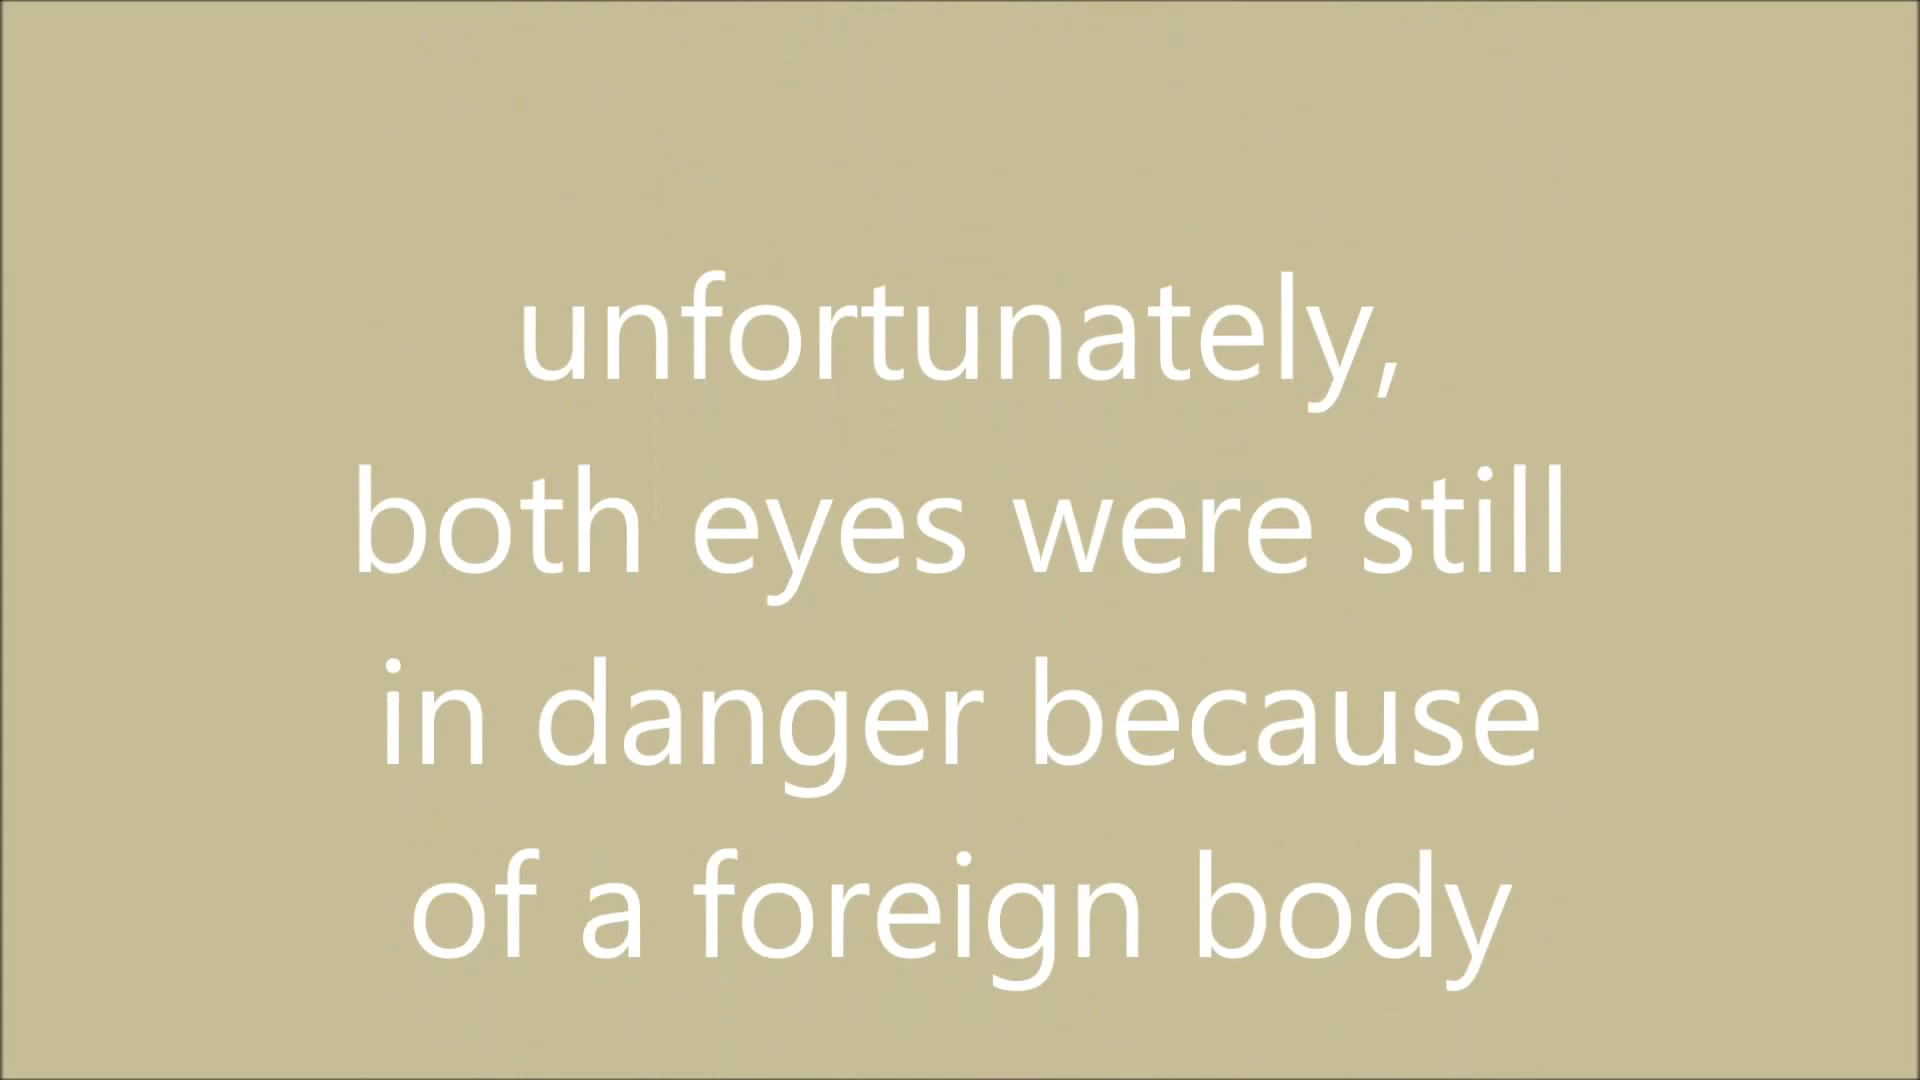 unfortunately,
both eyes were still
in danger because
of a foreign body